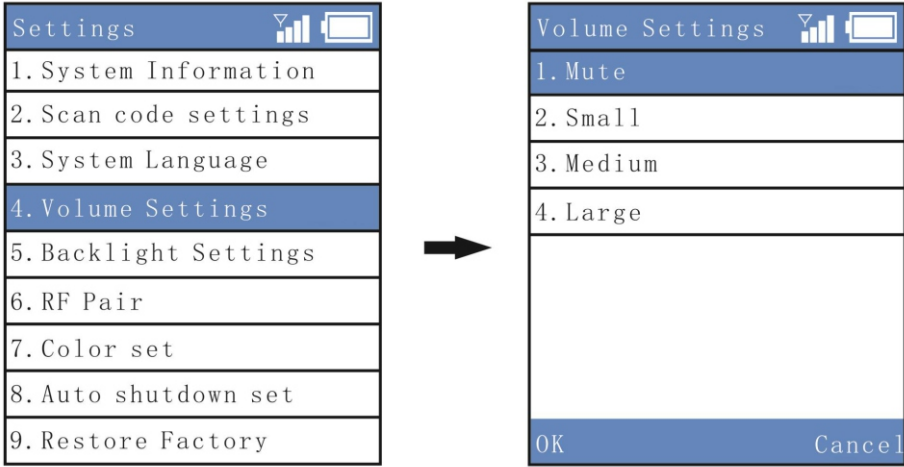 Settings
1.System Information
2.Scan code settings
3.System Language
4.Volume Settings
5.Backlight Settings
6.RF Pair
7.Color set
8.Auto shutdown set
9.Restore Factory
Volume Settings
1.Mute
2.Small
3.Medium
4.Large
OK Cancel